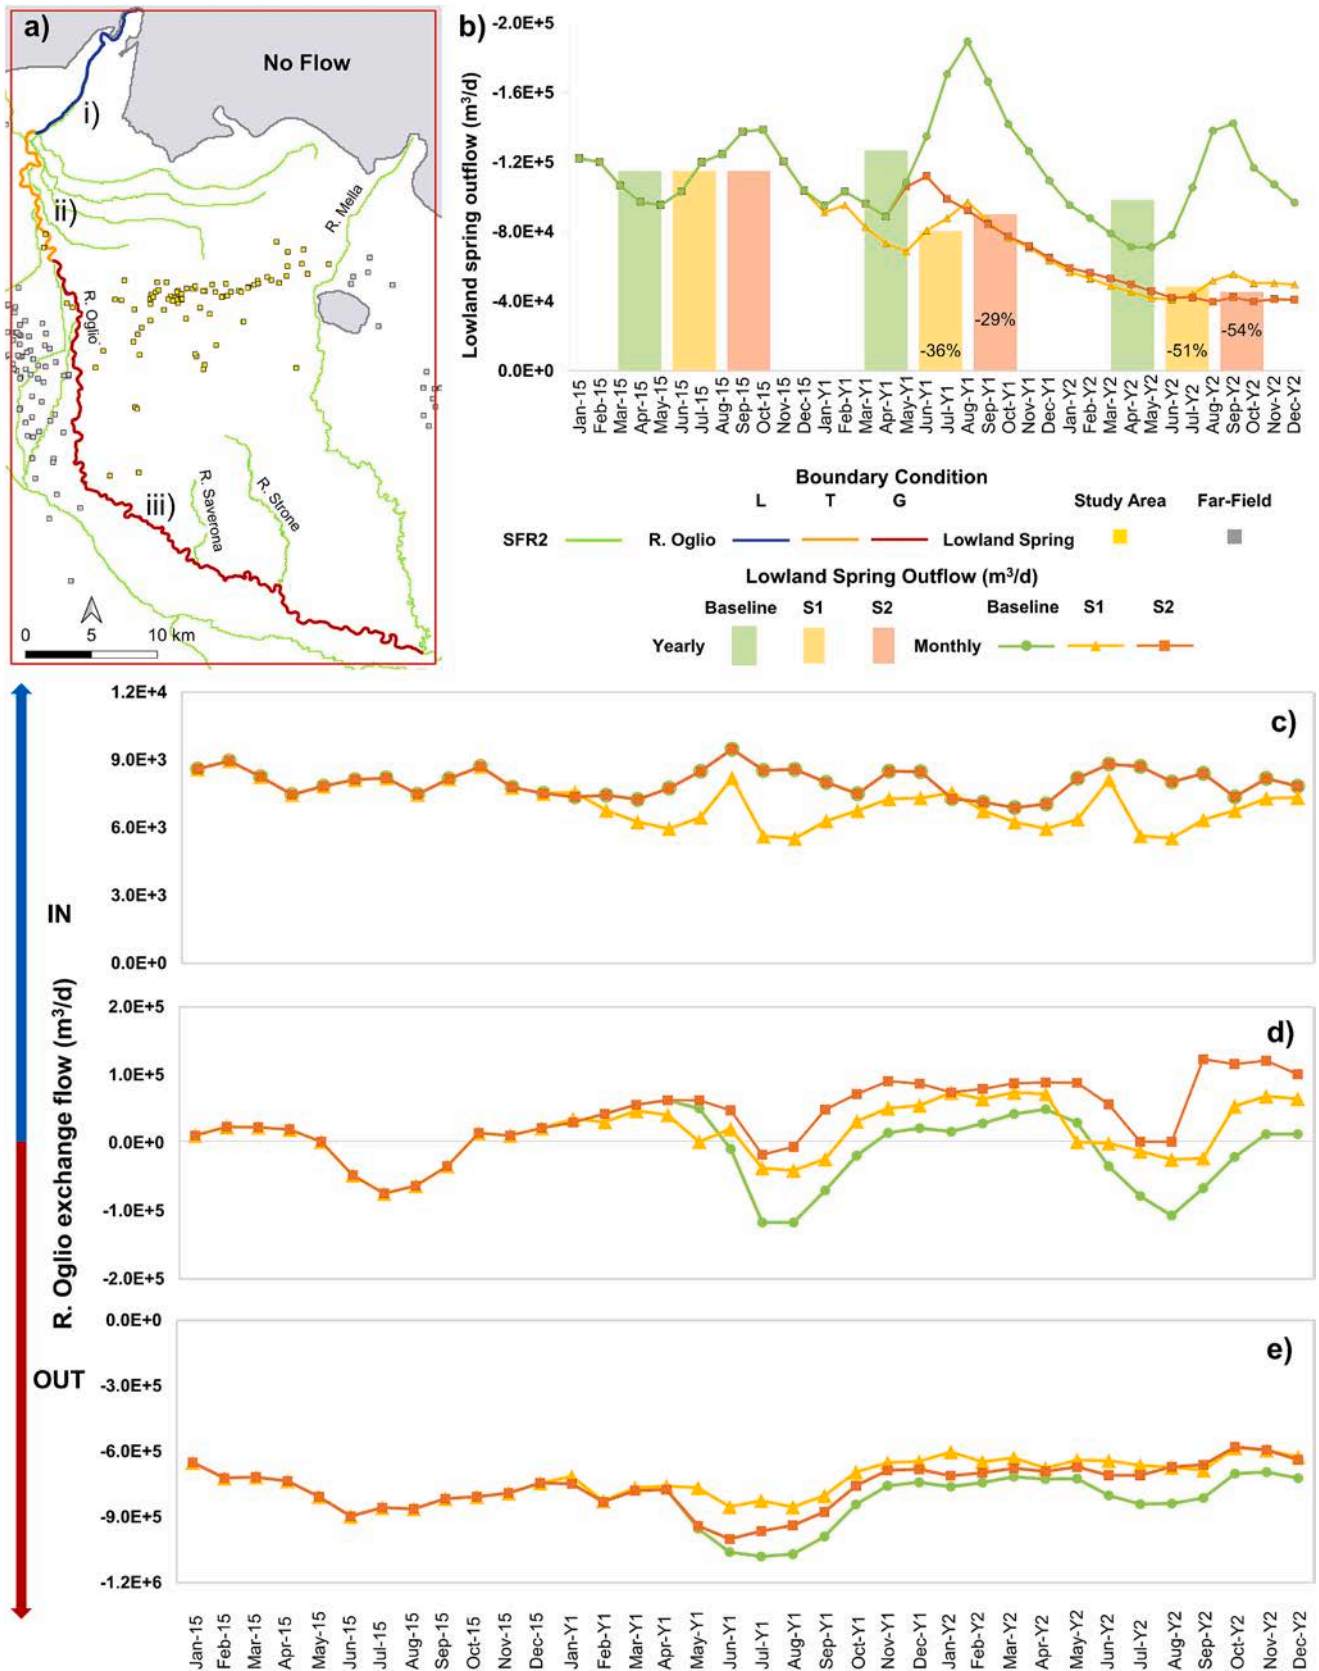 a)
No Flow
i)
R. Mella
ii)
R. Oglio
iii)
R. Saverona
R. Strone
0 5 10 km
b)
Lowland spring outflow (m³/d)
-2.0E+5
-1.6E+5
-1.2E+5
-8.0E+4
-4.0E+4
0.0E+0
-36%
-29%
-51%
-54%
Jan-15
Feb-15
Mar-15
Apr-15
May-15
Jun-15
Jul-15
Aug-15
Sep-15
Oct-15
Nov-15
Dec-15
Jan-Y1
Feb-Y1
Mar-Y1
Apr-Y1
May-Y1
Jun-Y1
Jul-Y1
Aug-Y1
Sep-Y1
Oct-Y1
Nov-Y1
Dec-Y1
Jan-Y2
Feb-Y2
Mar-Y2
Apr-Y2
May-Y2
Jun-Y2
Jul-Y2
Aug-Y2
Sep-Y2
Oct-Y2
Nov-Y2
Dec-Y2
Boundary Condition
L T G Study Area Far-Field
SFR2 R. Oglio Lowland Spring
Lowland Spring Outflow (m³/d)
Baseline S1 S2 Baseline S1 S2
Yearly Monthly
IN
OUT
R. Oglio exchange flow (m³/d)
c)
1.2E+4
9.0E+3
6.0E+3
3.0E+3
0.0E+0
d)
2.0E+5
1.0E+5
0.0E+0
-1.0E+5
-2.0E+5
e)
0.0E+0
-3.0E+5
-6.0E+5
-9.0E+5
-1.2E+6
Jan-15
Feb-15
Mar-15
Apr-15
May-15
Jun-15
Jul-15
Aug-15
Sep-15
Oct-15
Nov-15
Dec-15
Jan-Y1
Feb-Y1
Mar-Y1
Apr-Y1
May-Y1
Jun-Y1
Jul-Y1
Aug-Y1
Sep-Y1
Oct-Y1
Nov-Y1
Dec-Y1
Jan-Y2
Feb-Y2
Mar-Y2
Apr-Y2
May-Y2
Jun-Y2
Jul-Y2
Aug-Y2
Sep-Y2
Oct-Y2
Nov-Y2
Dec-Y2